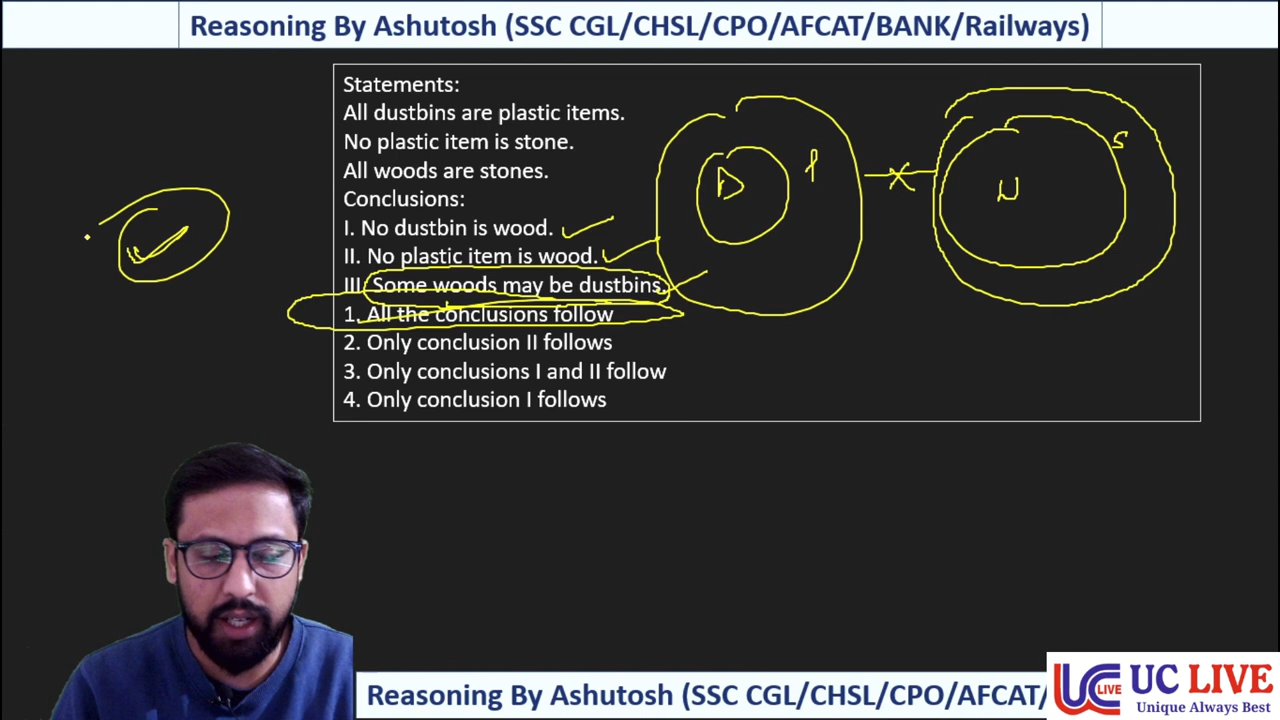 Reasoning By Ashutosh (SSC CGL/CHSL/CPO/AFCAT/BANK/Railways)
Statements:
All dustbins are plastic items.
No plastic item is stone.
All woods are stones.
Conclusions:
I. No dustbin is wood.
II. No plastic item is wood.
III. Some woods may be dustbins.
1. All the conclusions follow
2. Only conclusion II follows
3. Only conclusions I and II follow
4. Only conclusion I follows
D P W S
Reasoning By Ashutosh (SSC CGL/CHSL/CPO/AFCAT/
UC LIVE
UC LIVE
Unique Always Best